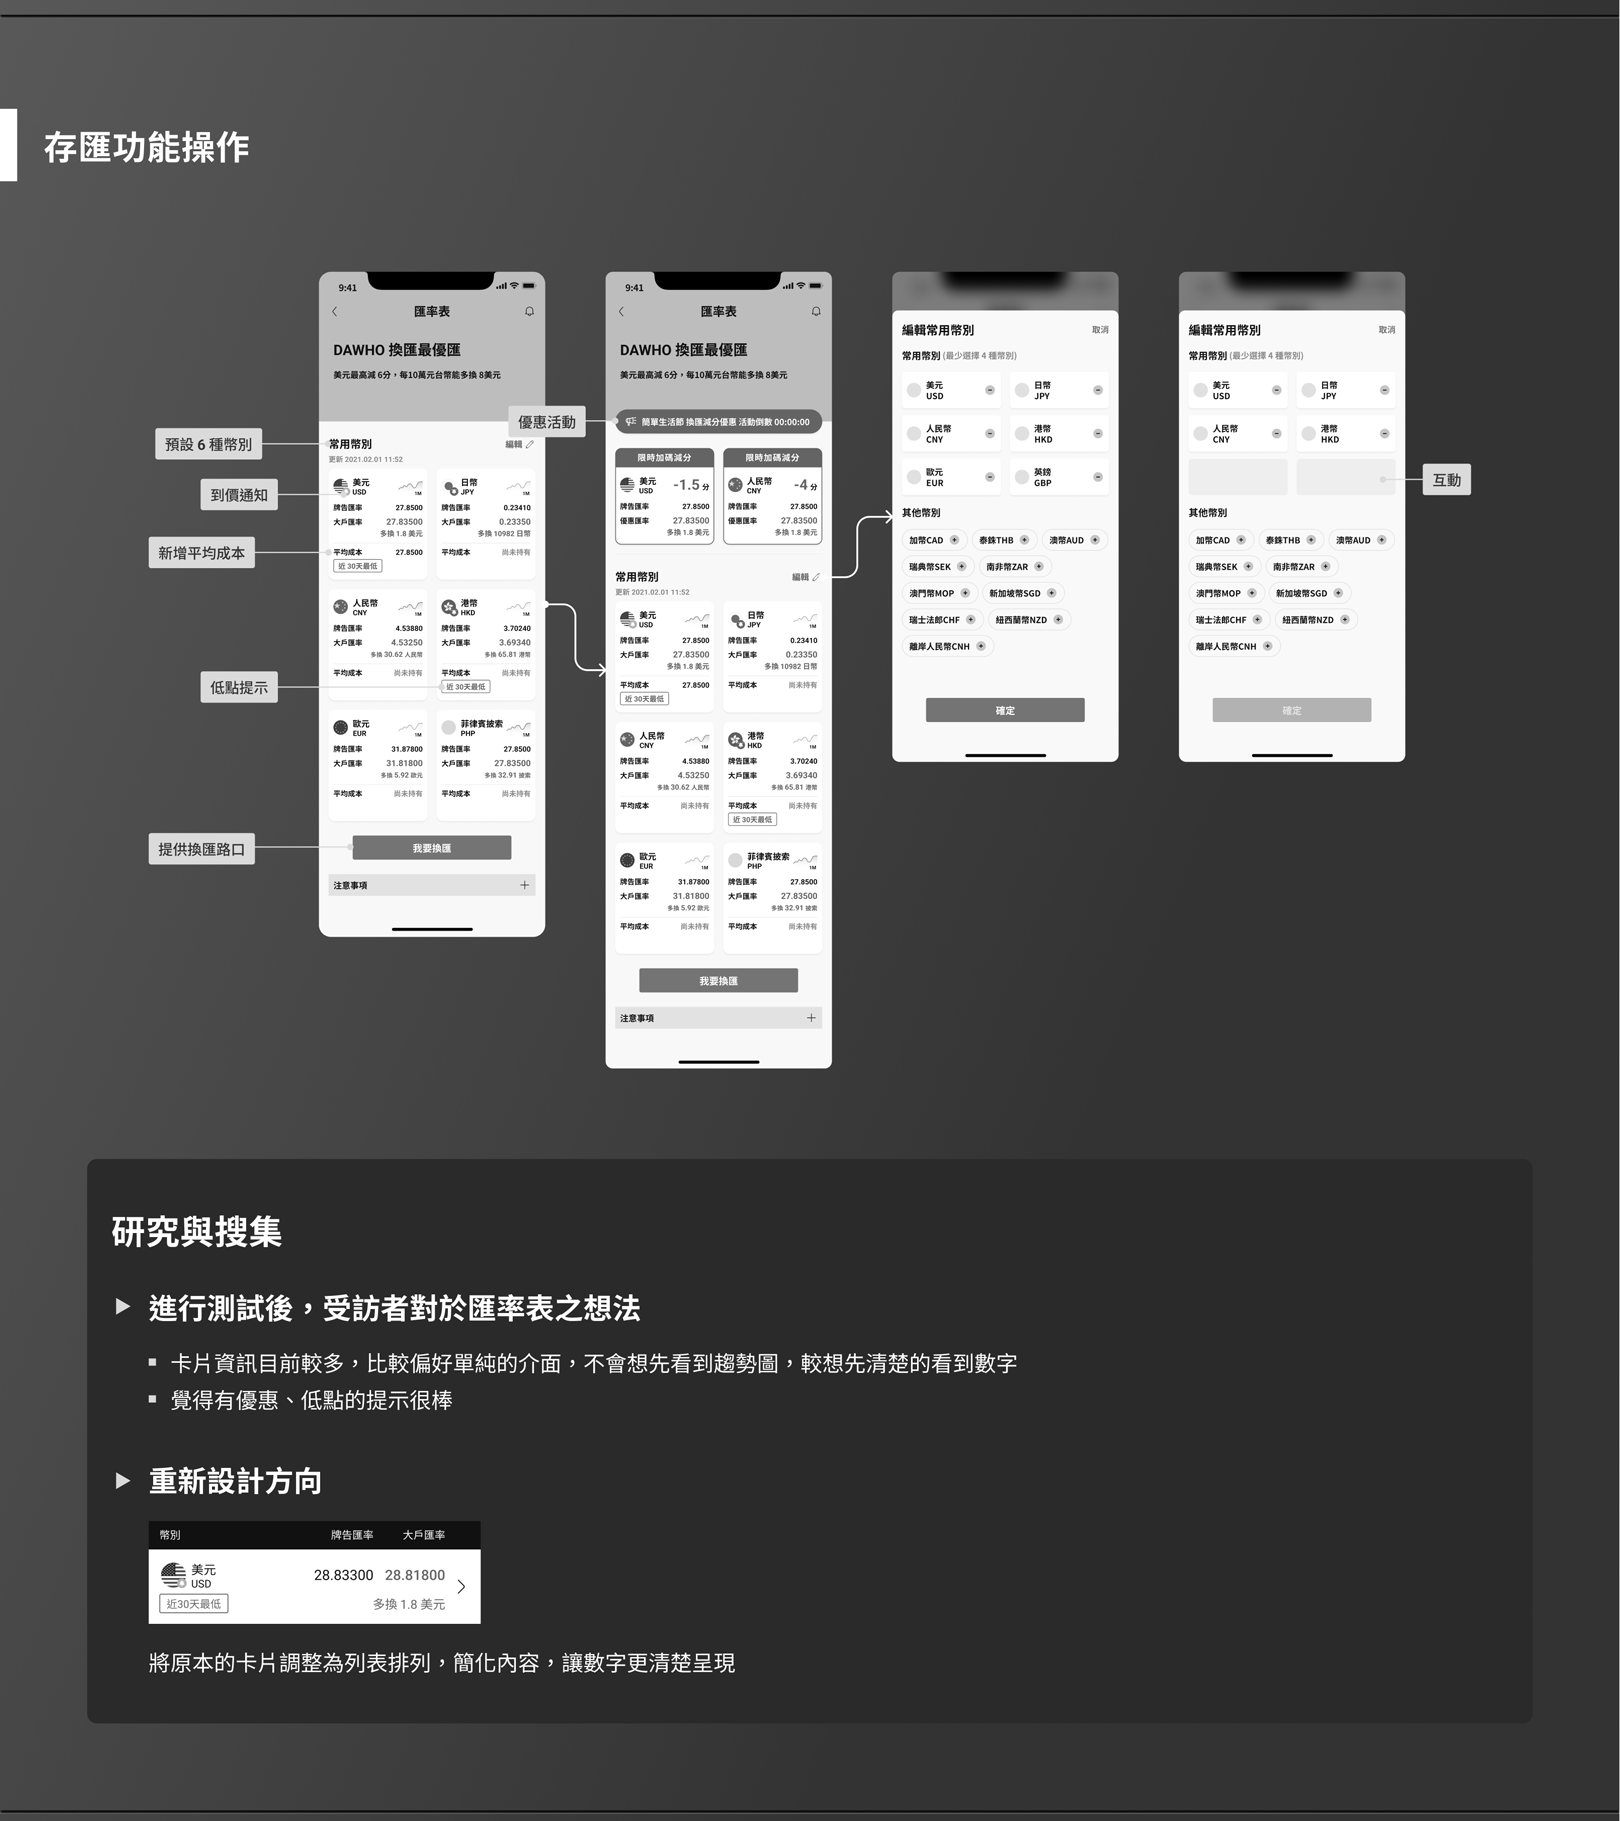 存匯功能操作
預設 6 種幣別
到價通知
新增平均成本
低點提示
提供換匯路口
9:41
匯率表
DAWHO 換匯最優匯
美元最高減 6分，每10萬元台幣能多換 8美元
常用幣別
編輯
更新 2021.02.01 11:52
美元
USD
1M
牌告匯率 27.8500
大戶匯率 27.83500
多換 1.8 美元
平均成本 27.8500
近 30天最低
日幣
JPY
1M
牌告匯率 0.23410
大戶匯率 0.23350
多換 10982 日幣
平均成本 尚未持有
人民幣
CNY
1M
牌告匯率 4.53880
大戶匯率 4.53250
多換 30.62 人民幣
平均成本 尚未持有
港幣
HKD
1M
牌告匯率 3.70240
大戶匯率 3.69340
多換 65.81 港幣
平均成本 尚未持有
近 30天最低
歐元
EUR
1M
牌告匯率 31.87800
大戶匯率 31.81800
多換 5.92 歐元
平均成本 尚未持有
菲律賓披索
PHP
1M
牌告匯率 27.8500
大戶匯率 27.83500
多換 32.91 披索
平均成本 尚未持有
我要換匯
注意事項
優惠活動
9:41
匯率表
DAWHO 換匯最優匯
美元最高減 6分，每10萬元台幣能多換 8美元
簡單生活節 換匯減分優惠 活動倒數 00:00:00
限時加碼減分
美元
USD
-1.5 分
牌告匯率 27.8500
優惠匯率 27.83500
多換 1.8 美元
限時加碼減分
人民幣
CNY
-4 分
牌告匯率 27.8500
優惠匯率 27.83500
多換 1.8 美元
常用幣別
編輯
更新 2021.02.01 11:52
美元
USD
1M
牌告匯率 27.8500
大戶匯率 27.83500
多換 1.8 美元
平均成本 27.8500
近 30天最低
日幣
JPY
1M
牌告匯率 0.23410
大戶匯率 0.23350
多換 10982 日幣
平均成本 尚未持有
人民幣
CNY
1M
牌告匯率 4.53880
大戶匯率 4.53250
多換 30.62 人民幣
平均成本 尚未持有
港幣
HKD
1M
牌告匯率 3.70240
大戶匯率 3.69340
多換 65.81 港幣
平均成本 尚未持有
近 30天最低
歐元
EUR
1M
牌告匯率 31.87800
大戶匯率 31.81800
多換 5.92 歐元
平均成本 尚未持有
菲律賓披索
PHP
1M
牌告匯率 27.8500
大戶匯率 27.83500
多換 32.91 披索
平均成本 尚未持有
我要換匯
注意事項
編輯常用幣別 取消
常用幣別 (最少選擇 4 種幣別)
美元
USD
日幣
JPY
人民幣
CNY
港幣
HKD
歐元
EUR
英鎊
GBP
其他幣別
加幣CAD 泰銖THB 澳幣AUD
瑞典幣SEK 南非幣ZAR
澳門幣MOP 新加坡幣SGD
瑞士法郎CHF 紐西蘭幣NZD
離岸人民幣CNH
確定
編輯常用幣別 取消
常用幣別 (最少選擇 4 種幣別)
美元
USD
日幣
JPY
人民幣
CNY
港幣
HKD
互動
其他幣別
加幣CAD 泰銖THB 澳幣AUD
瑞典幣SEK 南非幣ZAR
澳門幣MOP 新加坡幣SGD
瑞士法郎CHF 紐西蘭幣NZD
離岸人民幣CNH
確定
研究與搜集
進行測試後，受訪者對於匯率表之想法
卡片資訊目前較多，比較偏好單純的介面，不會想先看到趨勢圖，較想先清楚的看到數字
覺得有優惠、低點的提示很棒
重新設計方向
幣別 牌告匯率 大戶匯率
美元
USD
28.83300 28.81800
近30天最低
多換 1.8 美元
將原本的卡片調整為列表排列，簡化內容，讓數字更清楚呈現